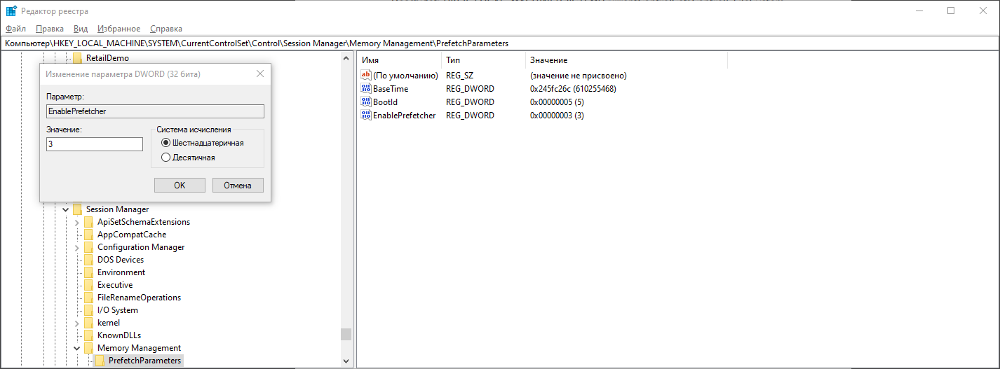 Редактор реестра
Файл Правка Вид Избранное Справка
Компьютер\HKEY_LOCAL_MACHINE\SYSTEM\CurrentControlSet\Control\Session Manager\Memory Management\PrefetchParameters
RetailDemo
Изменение параметра DWORD (32 бита)
Параметр:
EnablePrefetcher
Значение:
3
Система исчисления
Шестнадцатеричная
Десятичная
OK Отмена
Session Manager
ApiSetSchemaExtensions
AppCompatCache
Configuration Manager
DOS Devices
Environment
Executive
FileRenameOperations
I/O System
kernel
KnownDLLs
Memory Management
PrefetchParameters
Имя Тип Значение
(По умолчанию) REG_SZ (значение не присвоено)
BaseTime REG_DWORD 0x245fc26c (610255468)
BootId REG_DWORD 0x00000005 (5)
EnablePrefetcher REG_DWORD 0x00000003 (3)